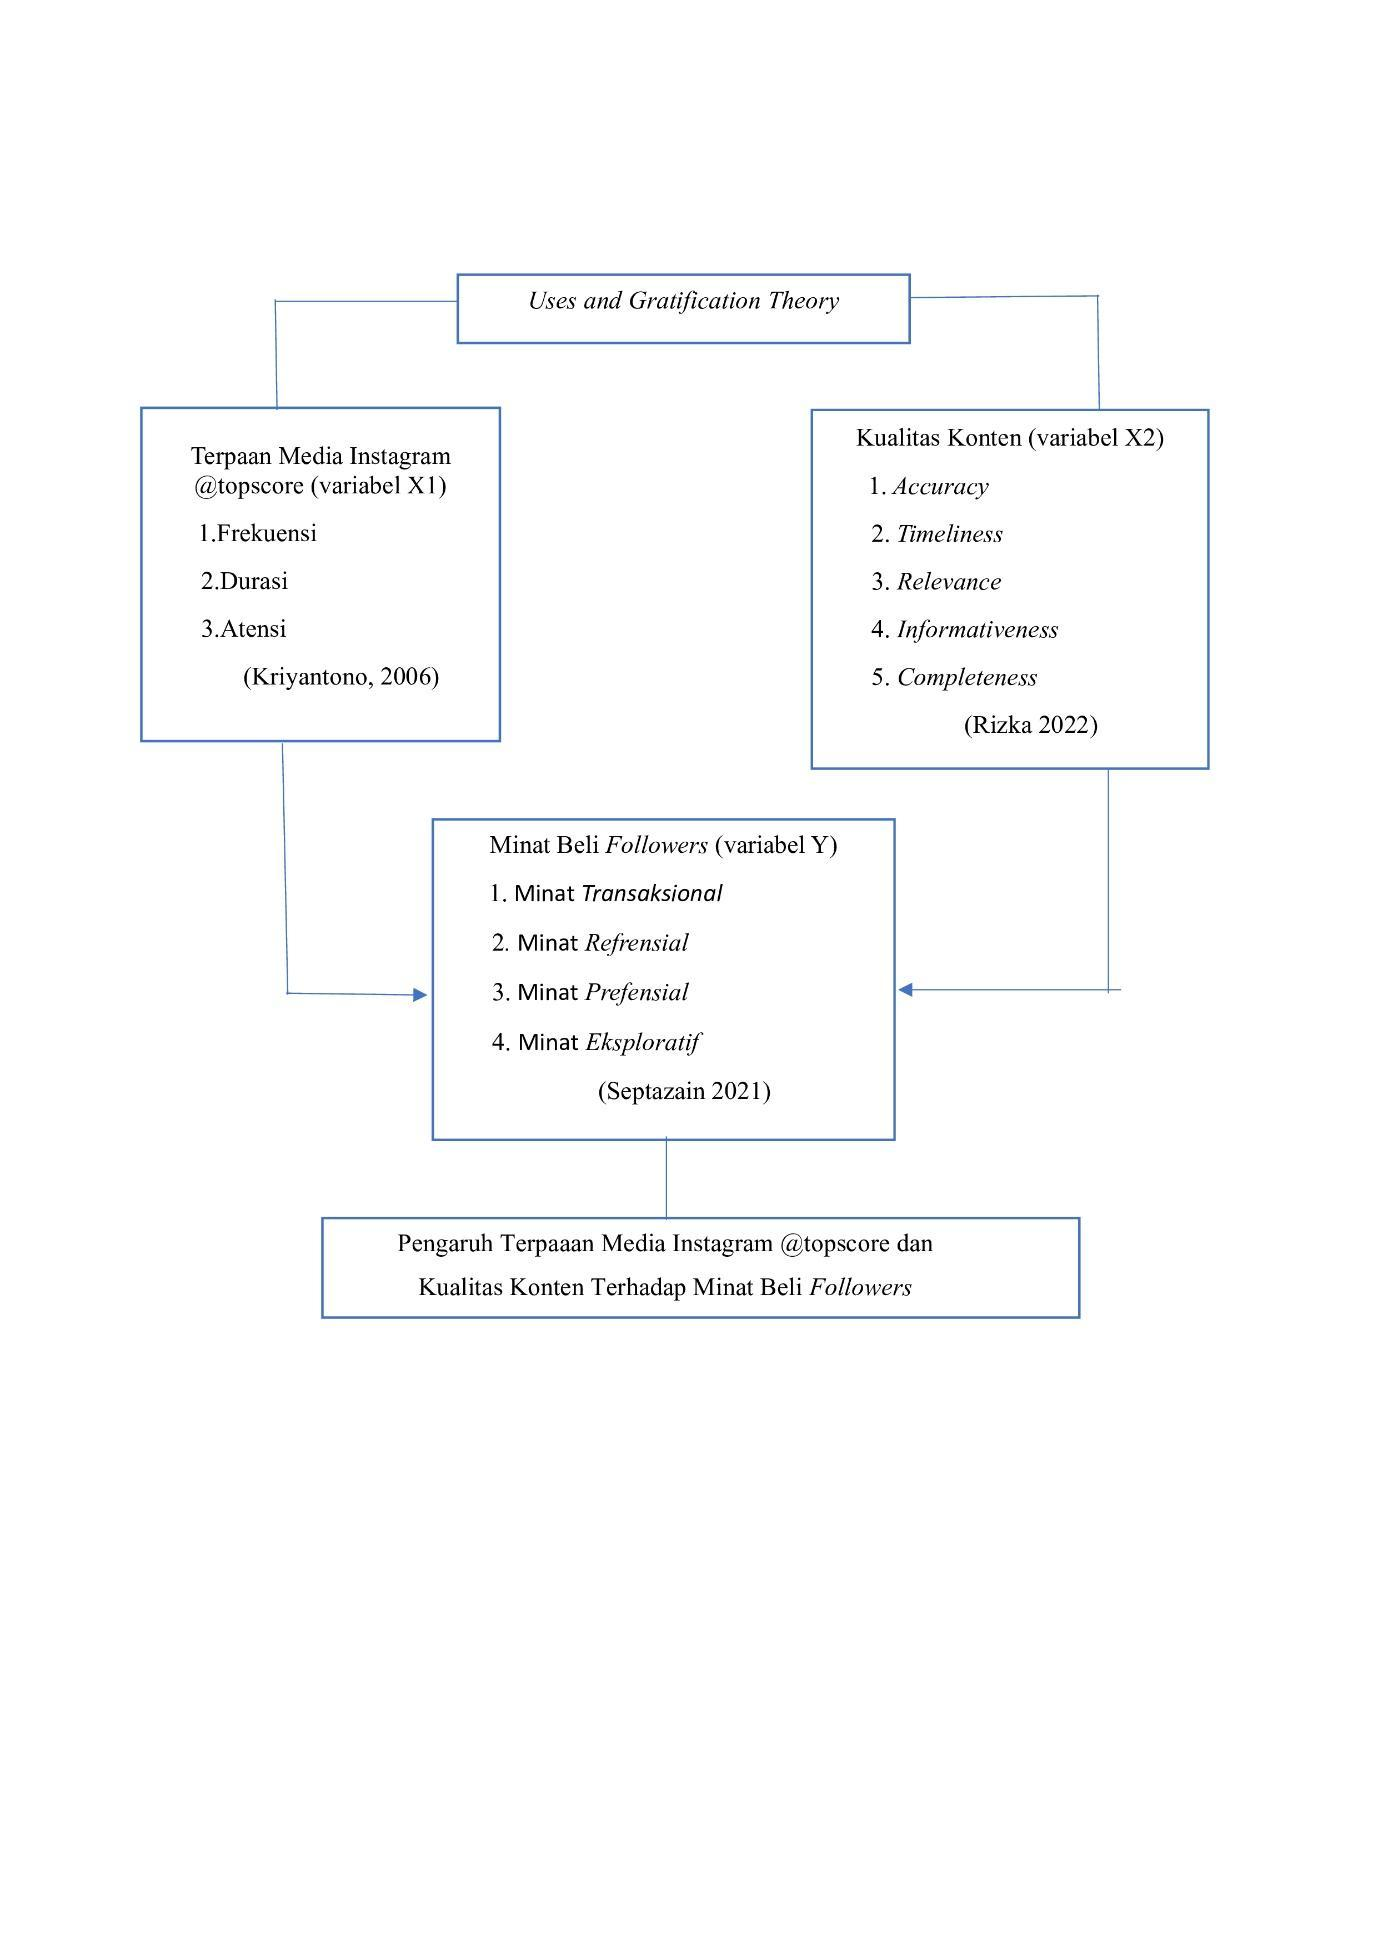 Uses and Gratification Theory
Terpaan Media Instagram
@topscore (variabel X1)
1.Frekuensi
2.Durasi
3.Atensi
(Kriyantono, 2006)
Kualitas Konten (variabel X2)
1. Accuracy
2. Timeliness
3. Relevance
4. Informativeness
5. Completeness
(Rizka 2022)
Minat Beli Followers (variabel Y)
1. Minat Transaksional
2. Minat Refrensial
3. Minat Prefensial
4. Minat Eksploratif
(Septazain 2021)
Pengaruh Terpaaan Media Instagram @topscore dan
Kualitas Konten Terhadap Minat Beli Followers